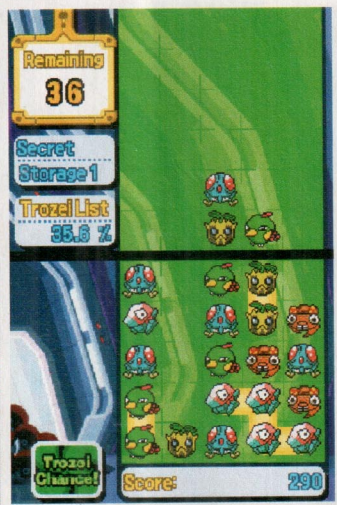 Remaining
36
Secret
Storage 1
Trozei List
35.6 %
Trozei
Chance!
Score: 290